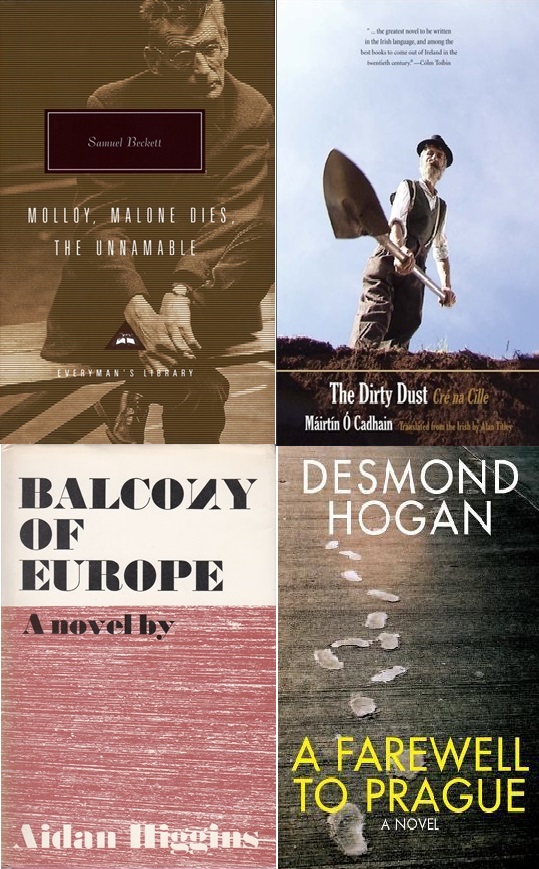 Samuel Beckett
MOLLOY, MALONE DIES,
THE UNNAMABLE
EVERYMAN'S LIBRARY
"... the greatest novel to be written
in the Irish language, and among the
best books to come out of Ireland in the
twentieth century." —Colm Tóibín
The Dirty Dust Cré na Cille
Máirtín Ó Cadhain Translated from the Irish by Alan Titley
BALCONY
OF
EUROPE
A novel by
Aidan Higgins
DESMOND
HOGAN
A FAREWELL
TO PRAGUE
A NOVEL